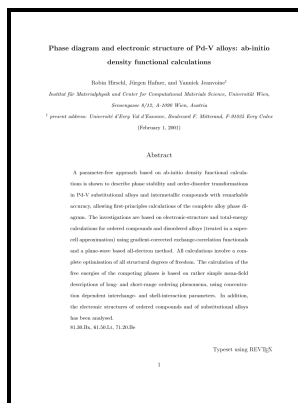 Phase diagram and electronic structure of Pd-V alloys: ab-initio
density functional calculations
Robin Hirschl, Jürgen Hafner, and Yannick Jeanvoine†
Institut für Materialphysik and Center for Computational Materials Science, Universität Wien,
Sensengasse 8/12, A-1090 Wien, Austria
† present address: Université d'Evry Val d'Essonne, Boulevard F. Mitterand, F-91025 Evry Cedex
(February 1, 2001)
Abstract
A parameter-free approach based on ab-initio density functional calcula-
tions is shown to describe phase stability and order-disorder transformations
in Pd-V substitutional alloys and intermetallic compounds with remarkable
accuracy, allowing first-principles calculations of the complete alloy phase di-
agram. The investigations are based on electronic-structure and total-energy
calculations for ordered compounds and disordered alloys (treated in a super-
cell approximation) using gradient-corrected exchange-correlation functionals
and a plane-wave based all-electron method. All calculations involve a com-
plete optimisation of all structural degrees of freedom. The calculation of the
free energies of the competing phases is based on rather simple mean-field
descriptions of long- and short-range ordering phenomena, using concentra-
tion dependent interchange- and shell-interaction parameters. In addition,
the electronic structures of ordered compounds and of substitutional alloys
has been analysed.
81.30.Bx, 61.50.Lt, 71.20.Be
Typeset using REVTEX
1